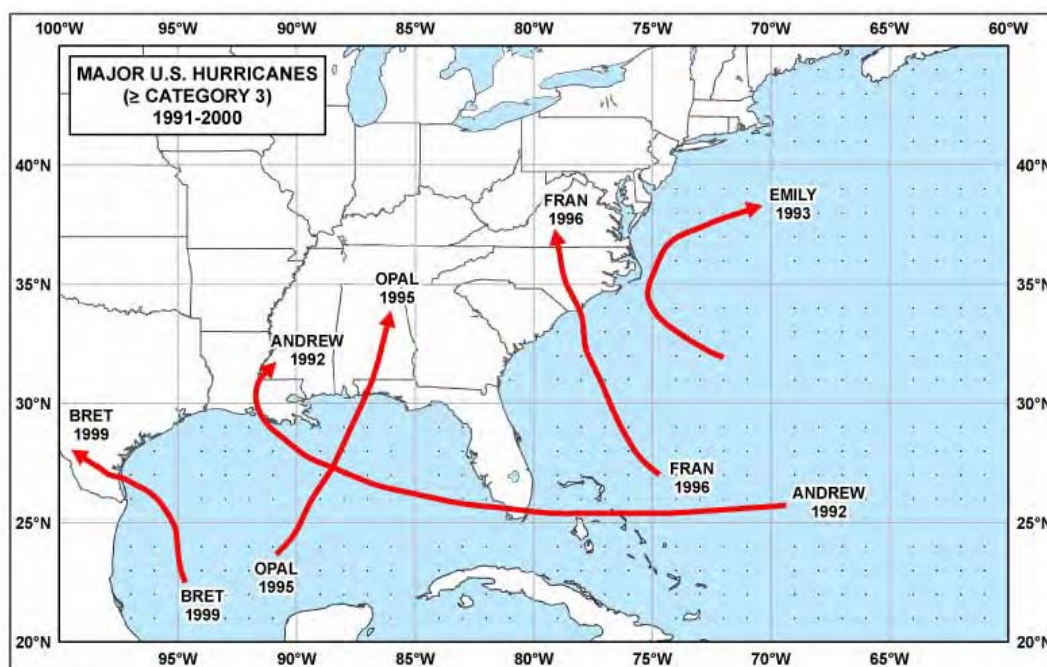 100°W 95°W 90°W 85°W 80°W 75°W 70°W 65°W 60°W
MAJOR U.S. HURRICANES
(≥ CATEGORY 3)
1991-2000
40°N 40°N
FRAN
1996
EMILY
1993
OPAL
1995
35°N 35°N
ANDREW
1992
30°N 30°N
BRET
1999
FRAN
1996
ANDREW
1992
25°N 25°N
OPAL
1995
BRET
1999
20°N 20°N
95°W 90°W 85°W 80°W 75°W 70°W 65°W